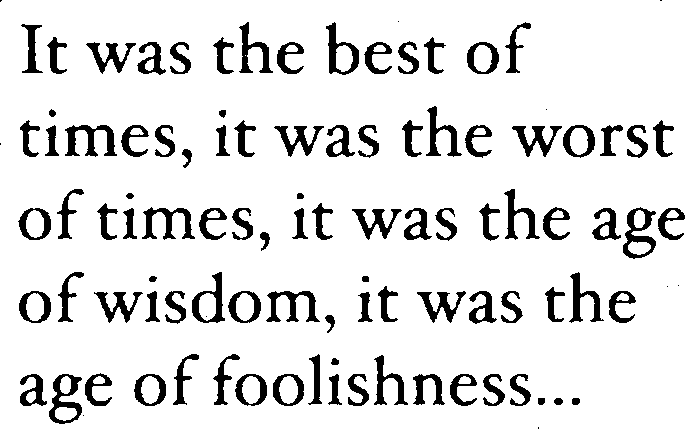 It was the best of
times, it was the worst
of times, it was the age
of wisdom, it was the
age of foolishness...